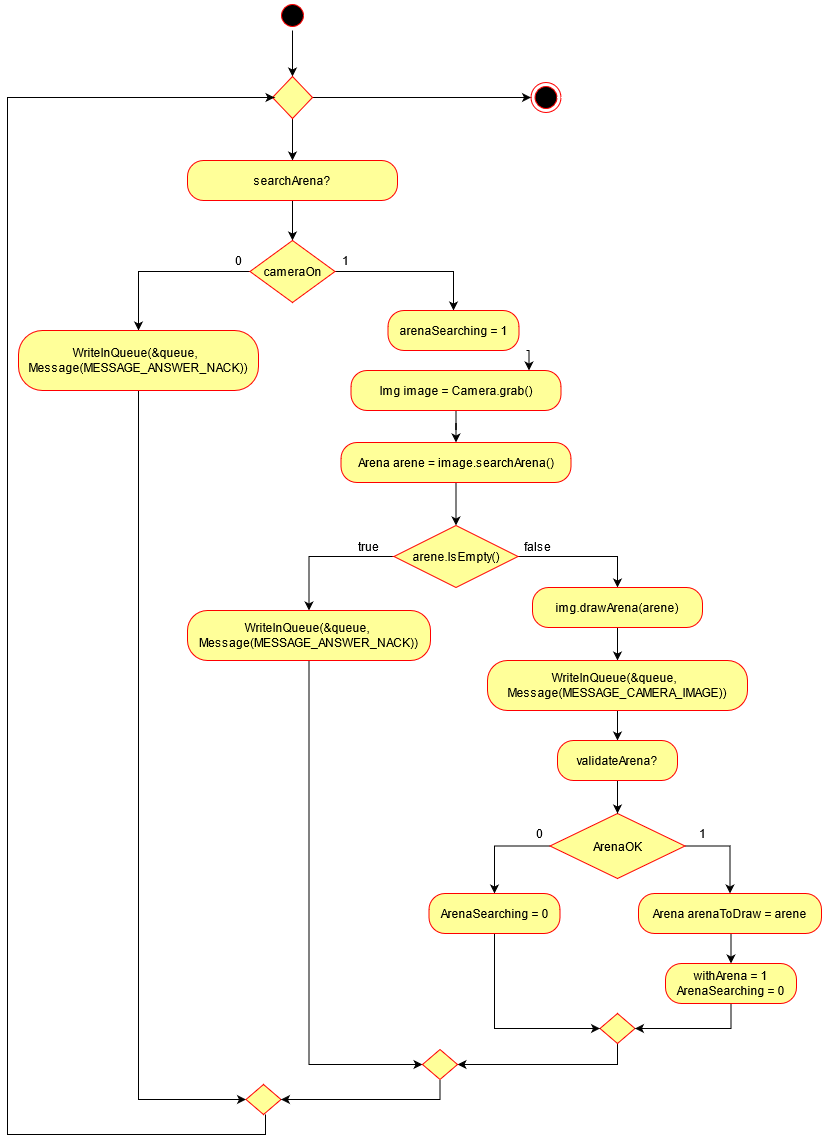 searchArena?
0
1
cameraOn
arenaSearching = 1
WriteInQueue(&queue,
Message(MESSAGE_ANSWER_NACK))
Img image = Camera.grab()
Arena arene = image.searchArena()
true
false
arene.IsEmpty()
img.drawArena(arene)
WriteInQueue(&queue,
Message(MESSAGE_ANSWER_NACK))
WriteInQueue(&queue,
Message(MESSAGE_CAMERA_IMAGE))
validateArena?
0
1
ArenaOK
ArenaSearching = 0
Arena arenaToDraw = arene
withArena = 1
ArenaSearching = 0